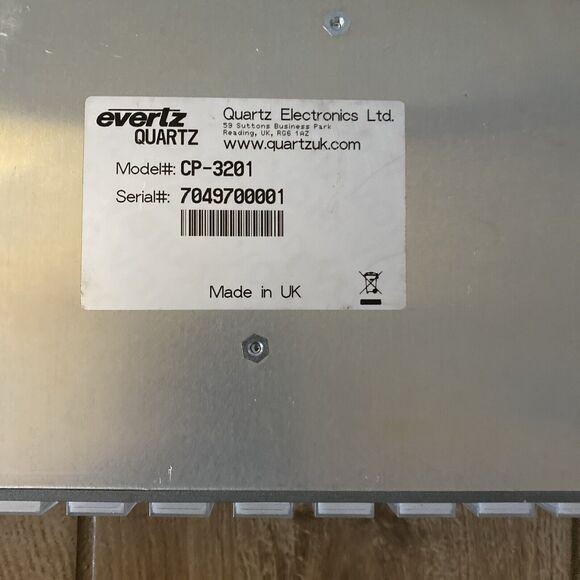 evertz
QUARTZ
Quartz Electronics Ltd.
59 Suttons Business Park
Reading, UK, RG6 1AZ
www.quartzuk.com
Model#: CP-3201
Serial#: 7049700001
Made in UK